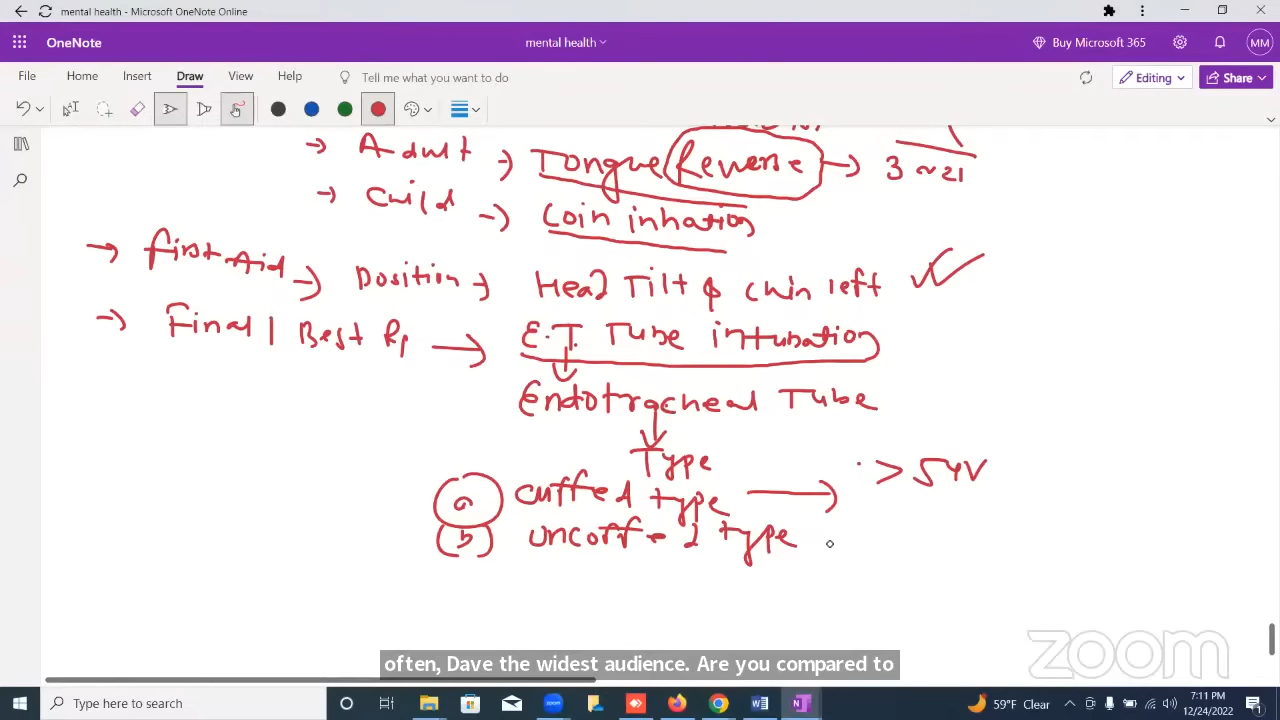 mental health - Microsoft OneNote
OneNote
mental health
Buy Microsoft 365
MM
File Home Insert Draw View Help Tell me what you want to do
Editing
Share
→ Adult → Tongue Reverse → 3~21
→ Child → Coin inhation
→ First Aid → Position → Head Tilt & chin left
→ Final | Best Rp → E.T. Tube intubation
Endotracheal Tube
Type
a cuffed type → > 5yr
(b) uncoff-ed type
often, Dave the widest audience. Are you compared to
zoom
Type here to search
59°F Clear
7:11 PM
12/24/2022